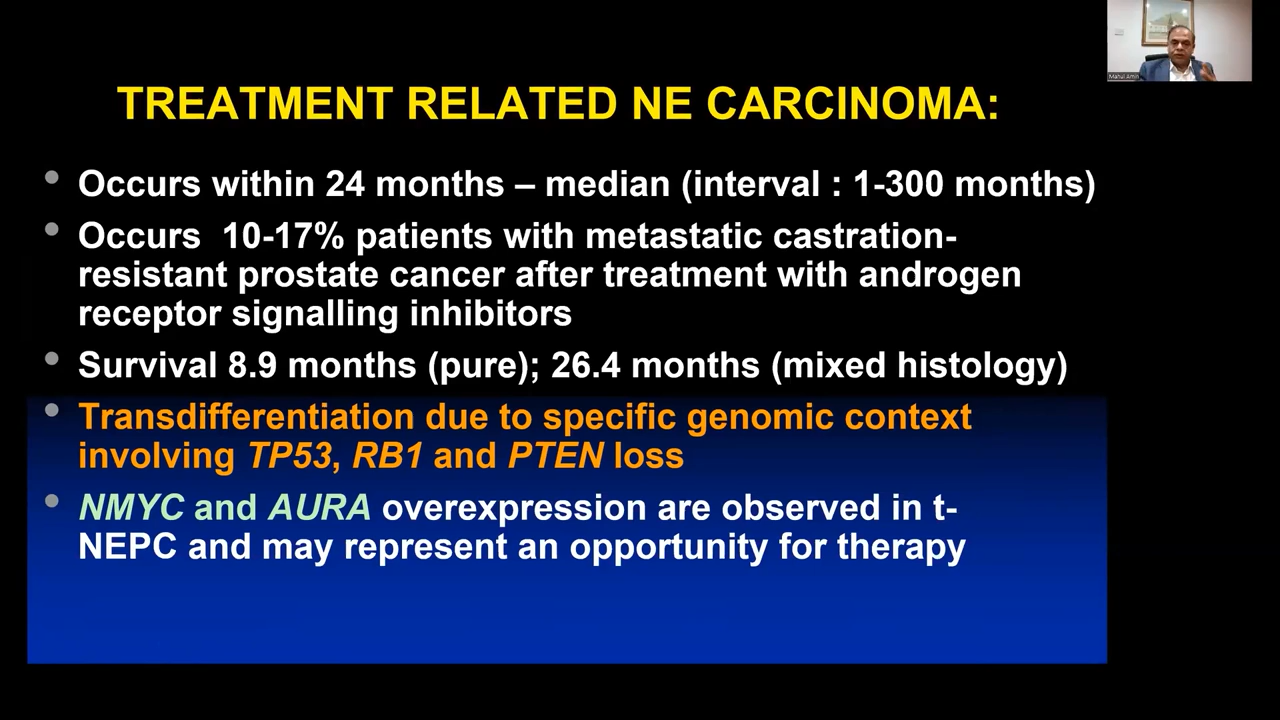 Mahul Amin
TREATMENT RELATED NE CARCINOMA:
• Occurs within 24 months – median (interval : 1-300 months)
• Occurs 10-17% patients with metastatic castration-
resistant prostate cancer after treatment with androgen
receptor signalling inhibitors
• Survival 8.9 months (pure); 26.4 months (mixed histology)
• Transdifferentiation due to specific genomic context
involving TP53, RB1 and PTEN loss
• NMYC and AURA overexpression are observed in t-
NEPC and may represent an opportunity for therapy